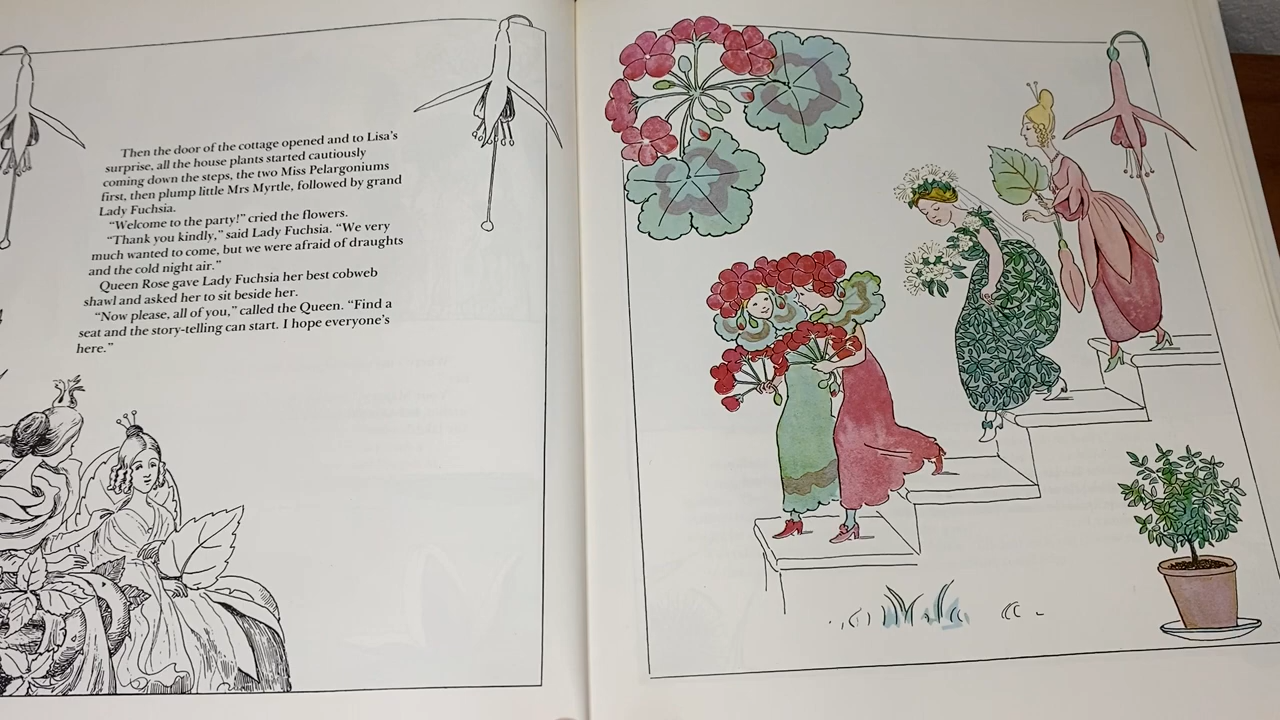 Then the door of the cottage opened and to Lisa's
surprise, all the house plants started cautiously
coming down the steps, the two Miss Pelargoniums
first, then plump little Mrs Myrtle, followed by grand
Lady Fuchsia.
“Welcome to the party!” cried the flowers.
“Thank you kindly,” said Lady Fuchsia. “We very
much wanted to come, but we were afraid of draughts
and the cold night air.”
Queen Rose gave Lady Fuchsia her best cobweb
shawl and asked her to sit beside her.
“Now please, all of you,” called the Queen. “Find a
seat and the story-telling can start. I hope everyone's
here.”